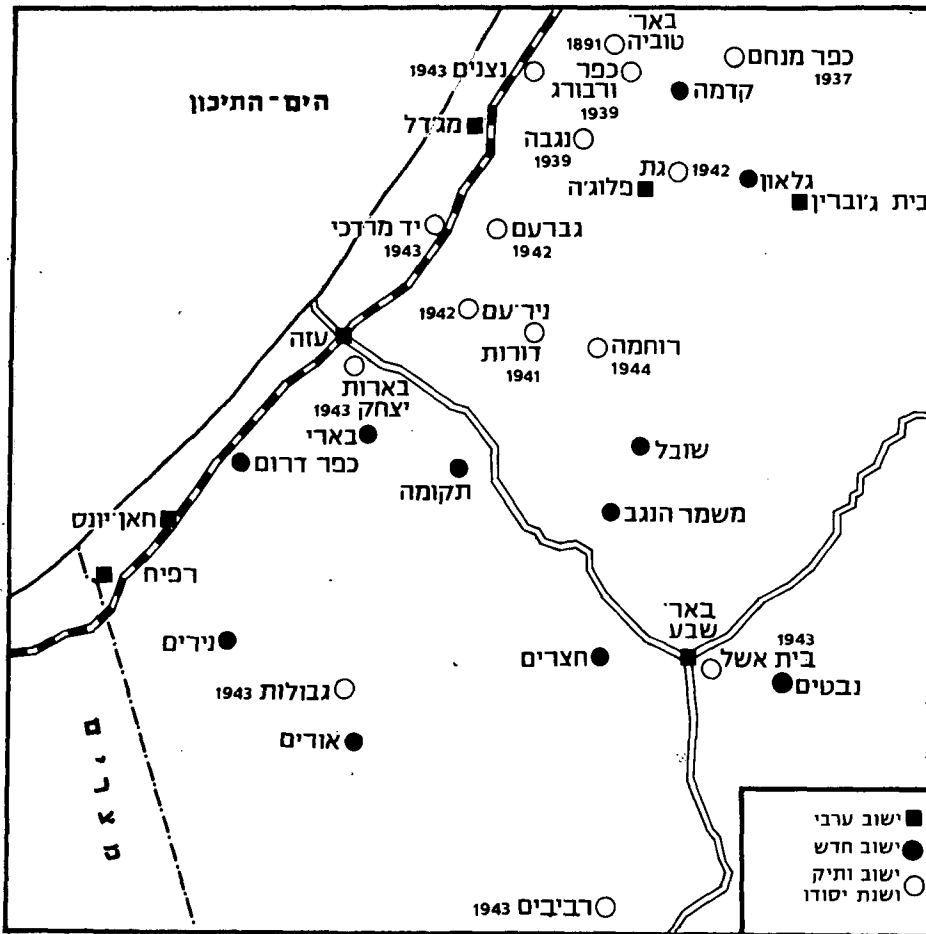 באר־
טוביה
1891
כפר מנחם
1937
נצנים 1943
כפר
ורבורג
1939
קדמה
הים-התיכון
מג׳דל
נגבה
1939
גת
1942
פלוג׳ה
גלאון
בית ג׳וברין
יד מרדכי
1943
גברעם
1942
ניר־עם
1942
עזה
דורות
1941
רוחמה
1944
בארות
יצחק 1943
בארי
כפר דרום
תקומה
שובל
משמר הנגב
חאן־יונס
רפיח
באר־
שבע
1943
בית אשל
נבטים
נירים
חצרים
גבולות 1943
אורים
מצרים
רביבים 1943
ישוב ערבי
ישוב חדש
ישוב ותיק
ושנת יסודו